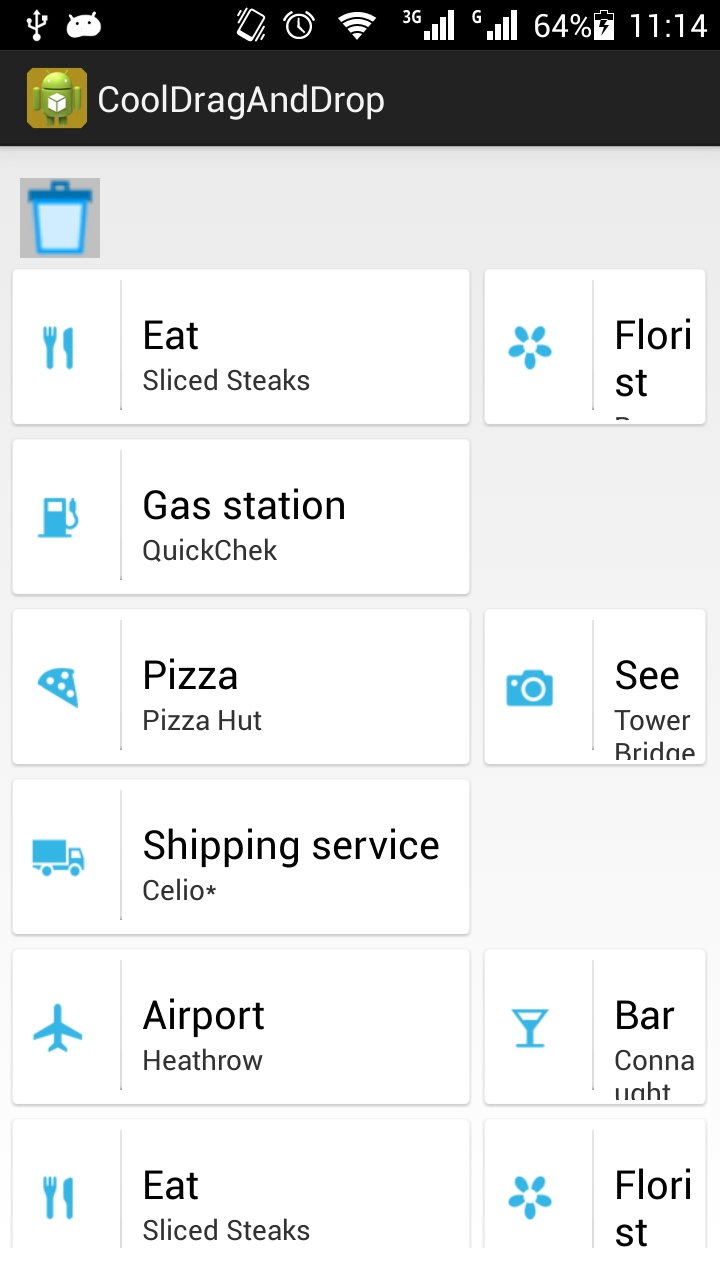 3G G 64% 11:14
CoolDragAndDrop
Eat
Sliced Steaks
Flori
st
Gas station
QuickChek
Pizza
Pizza Hut
See
Tower
Bridge
Shipping service
Celio*
Airport
Heathrow
Bar
Conna
ught
Eat
Sliced Steaks
Flori
st